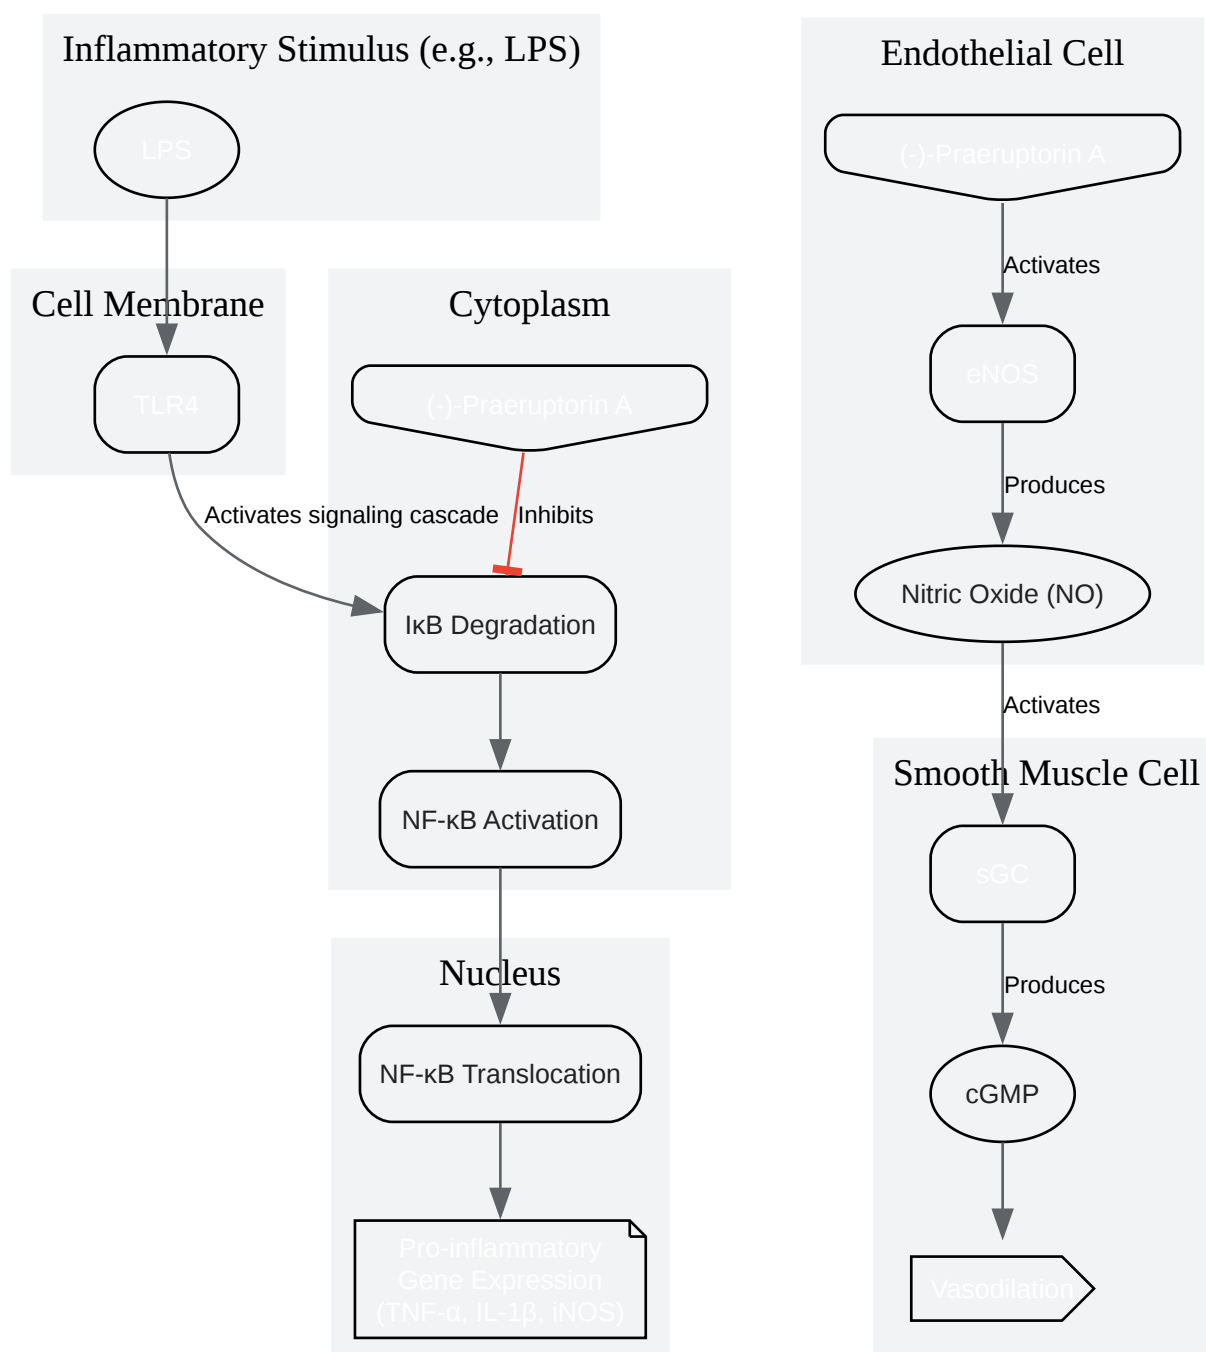 Inflammatory Stimulus (e.g., LPS)
LPS
Cell Membrane
TLR4
Activates signaling cascade
Cytoplasm
(-)-Praeruptorin A
Inhibits
IκB Degradation
NF-κB Activation
Nucleus
NF-κB Translocation
Pro-inflammatory
Gene Expression
(TNF-α, IL-1β, iNOS)
Endothelial Cell
(-)-Praeruptorin A
Activates
eNOS
Produces
Nitric Oxide (NO)
Activates
Smooth Muscle Cell
sGC
Produces
cGMP
Vasodilation